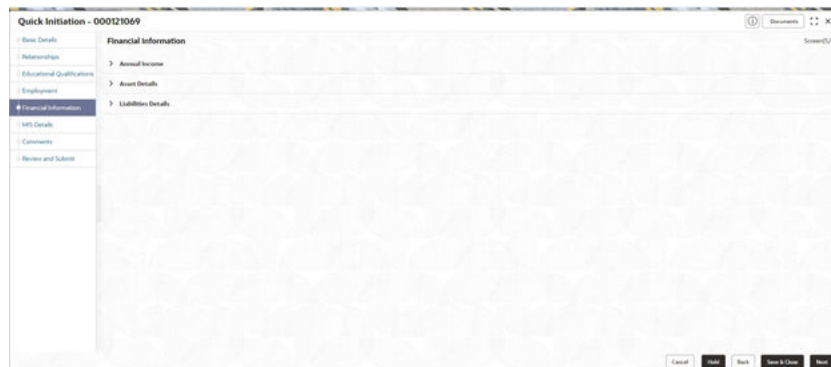 Quick Initiation - 000121069
Documents
Basic Details
Relationships
Educational Qualifications
Employment
Financial Information
MIS Details
Comments
Review and Submit
Financial Information
Annual Income
Asset Details
Liabilities Details
Cancel Hold Back Save & Close Next